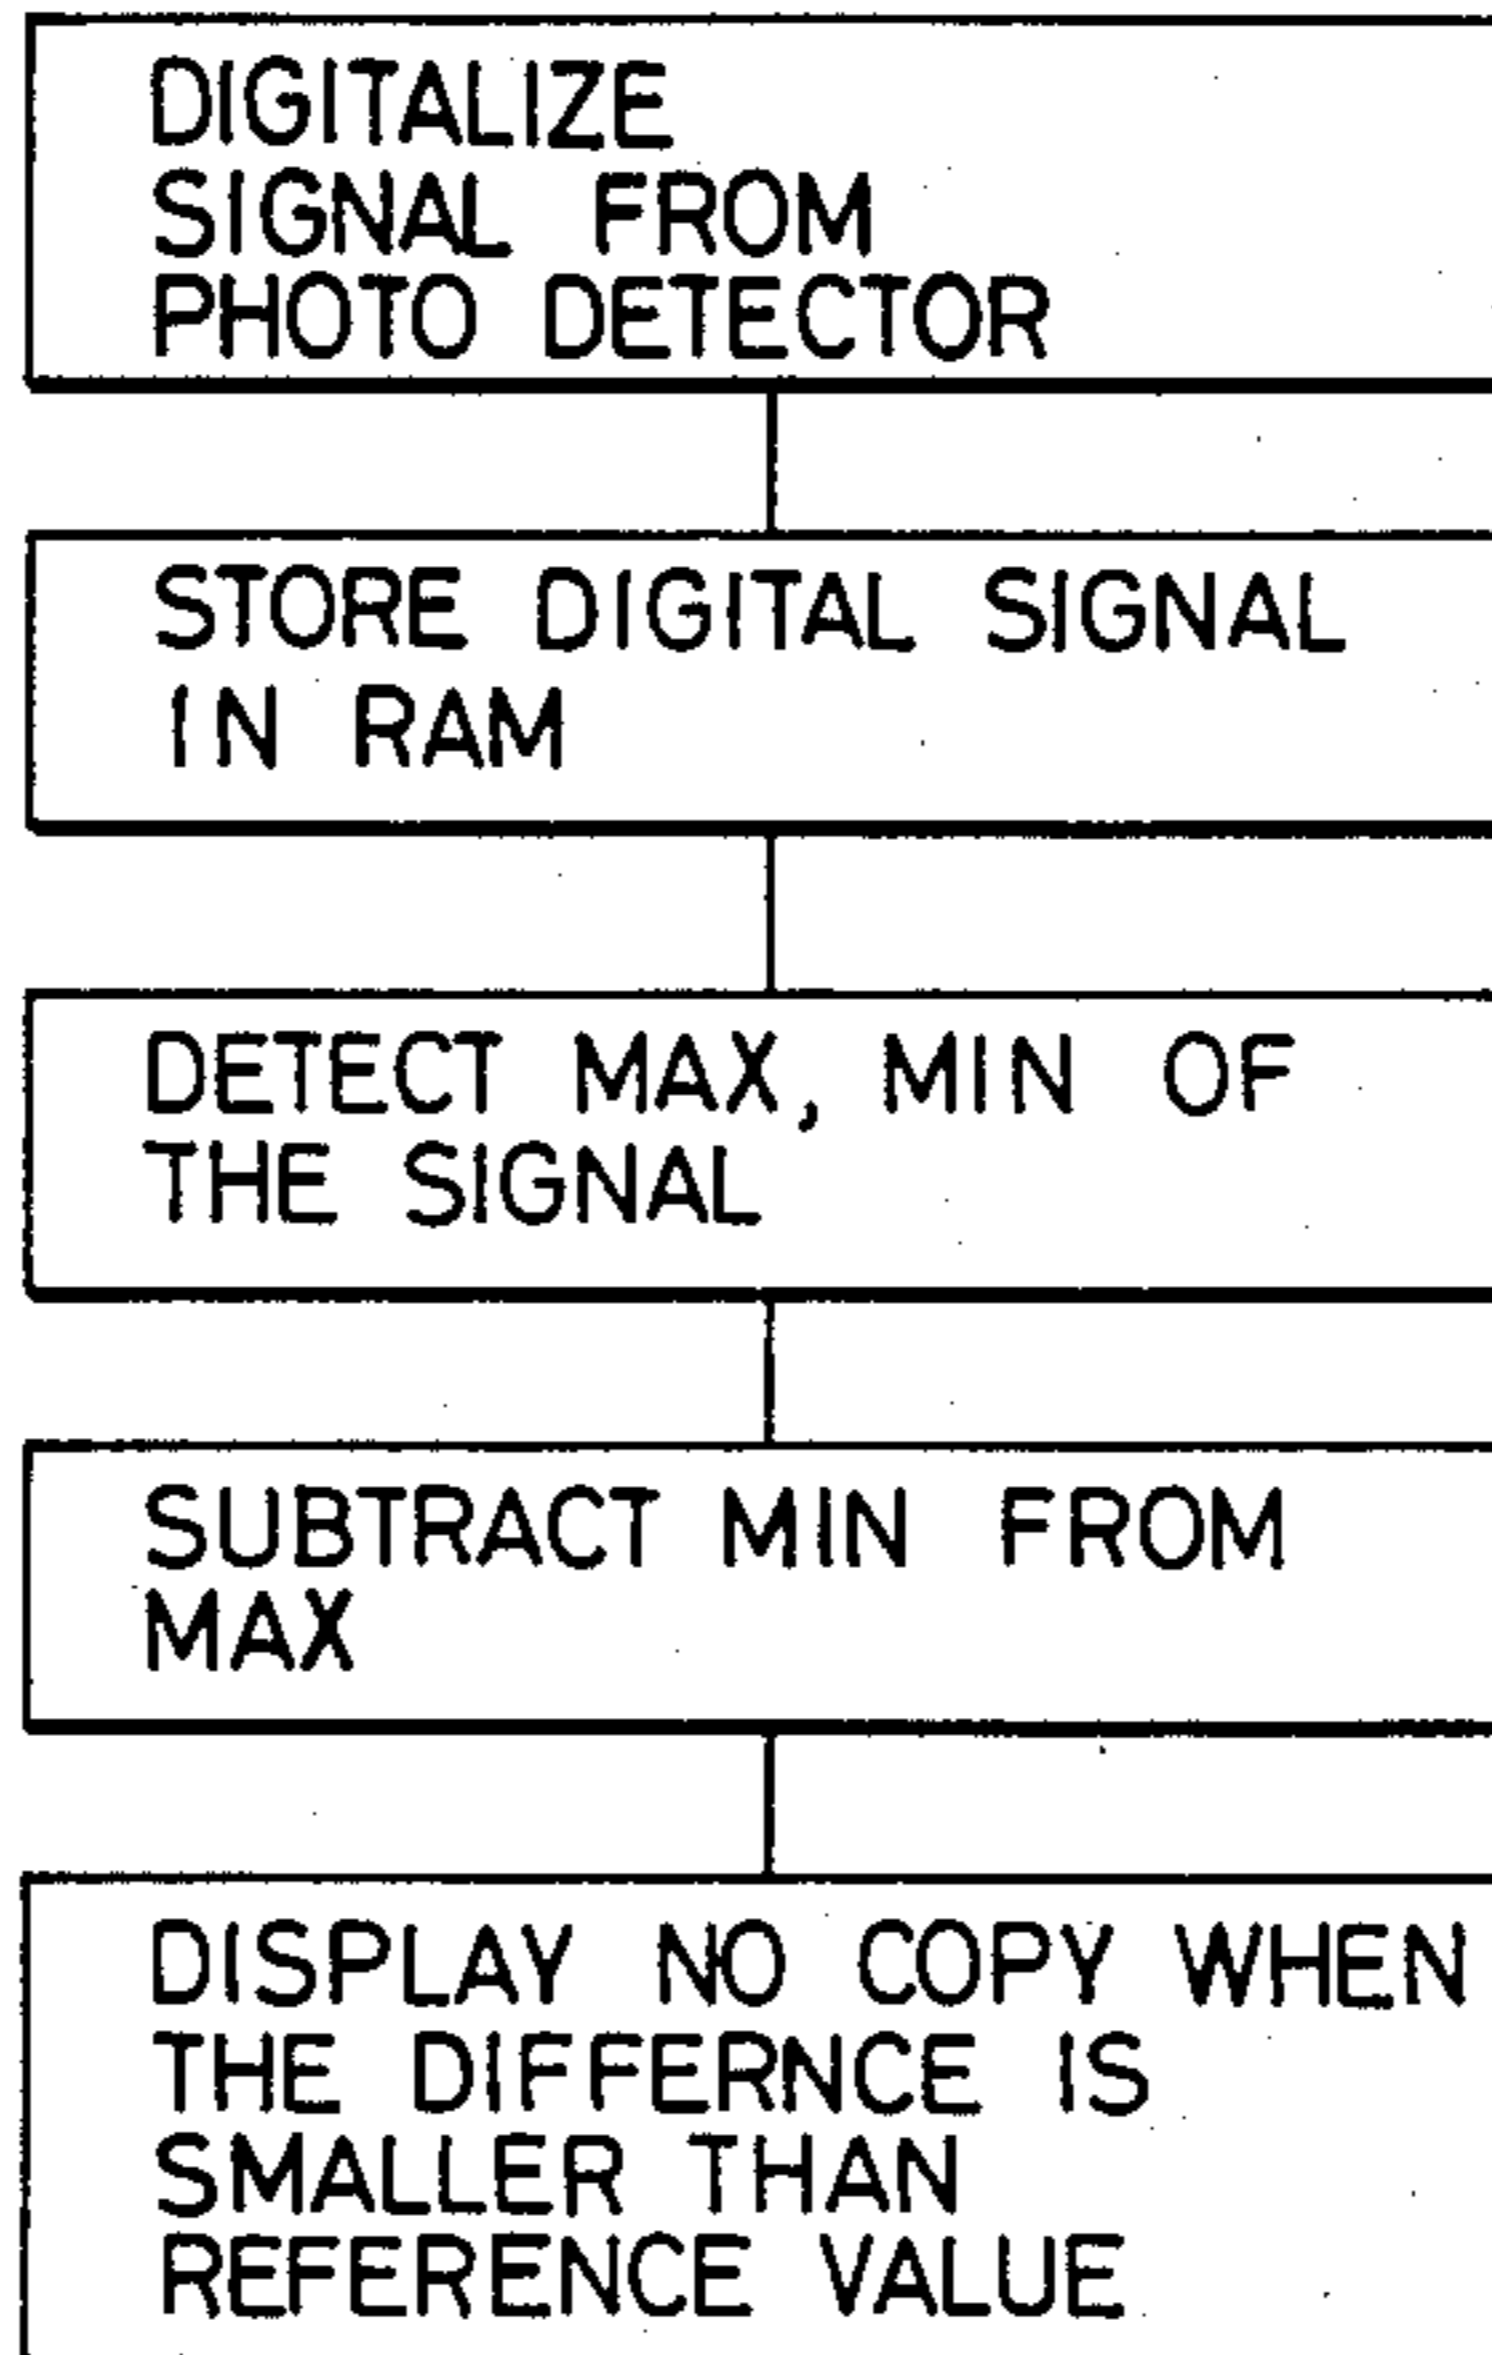 DIGITALIZE
SIGNAL FROM
PHOTO DETECTOR
STORE DIGITAL SIGNAL
IN RAM
DETECT MAX, MIN OF
THE SIGNAL
SUBTRACT MIN FROM
MAX
DISPLAY NO COPY WHEN
THE DIFFERNCE IS
SMALLER THAN
REFERENCE VALUE